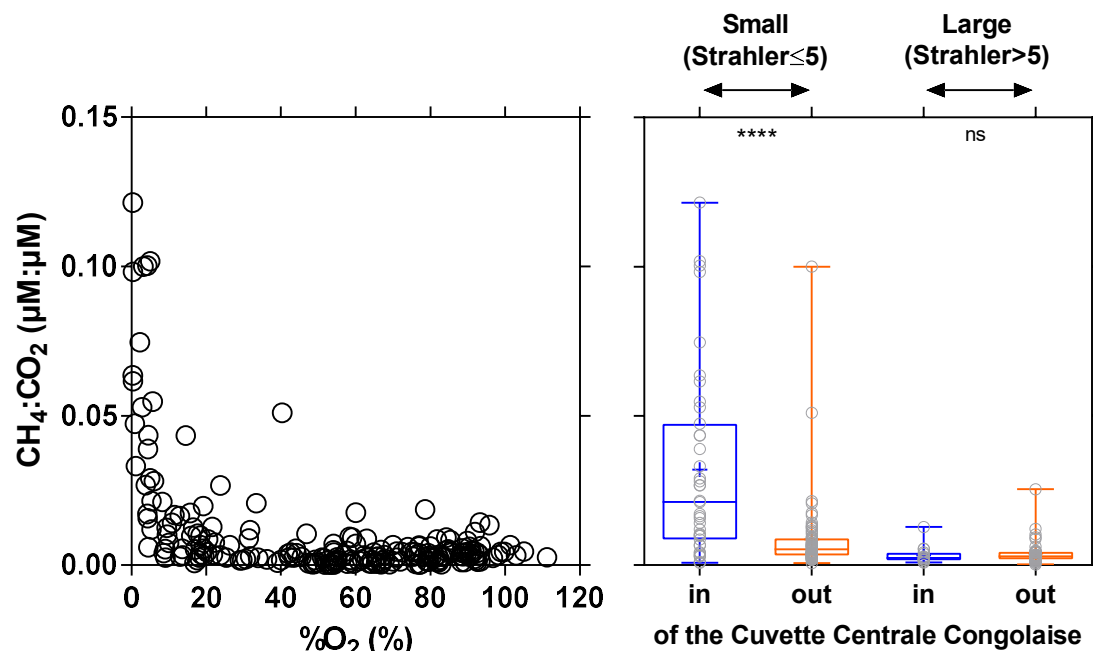 Small
(Strahler≤5)
Large
(Strahler>5)
0.15
0.10
0.05
0.00
CH₄:CO₂ (µM:µM)
0
20
40
60
80
100
120
%O₂ (%)
****
ns
in
out
in
out
of the Cuvette Centrale Congolaise